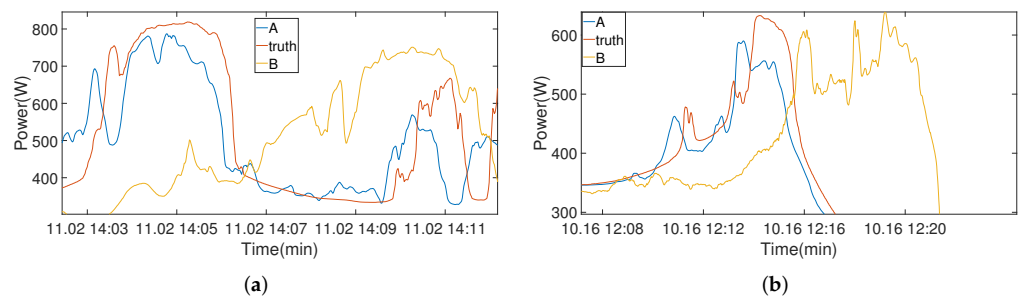 A
truth
B
800
700
600
500
400
Power(W)
11.02 14:03 11.02 14:05 11.02 14:07 11.02 14:09 11.02 14:11
Time(min)
(a)
A
truth
B
600
500
400
300
Power(W)
10.16 12:08 10.16 12:12 10.16 12:16 10.16 12:20
Time(min)
(b)